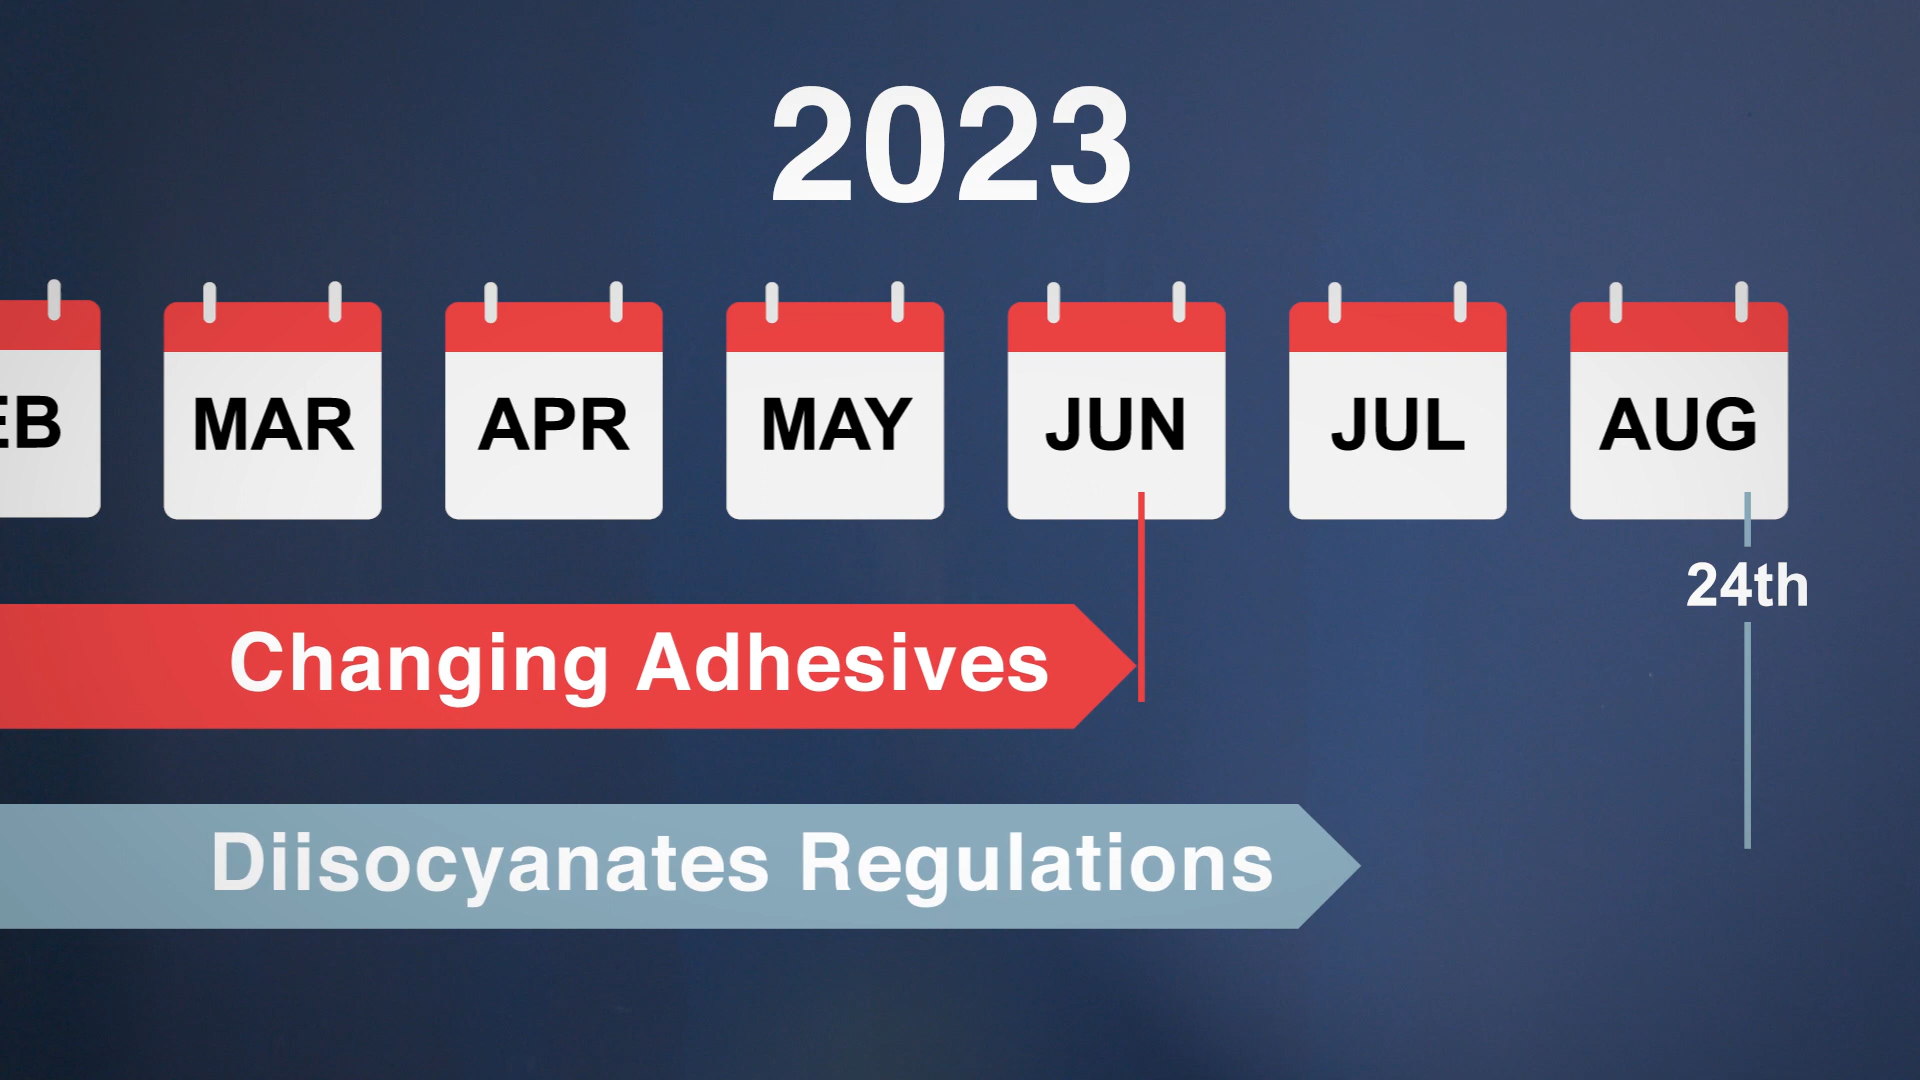 2023
EB MAR APR MAY JUN JUL AUG
24th
Changing Adhesives
Diisocyanates Regulations